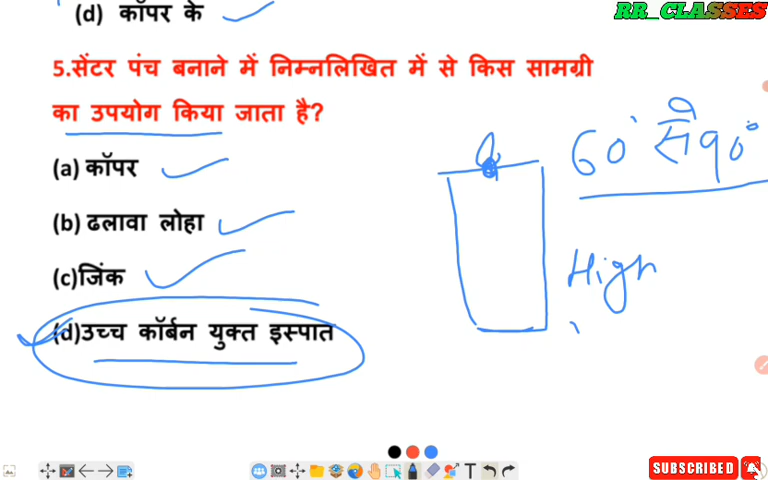 RR_CLASSES
(d) कॉपर के
5.सेंटर पंच बनाने में निम्नलिखित में से किस सामग्री
का उपयोग किया जाता है?
(a) कॉपर
(b) ढलावा लोहा
(c)जिंक
(d)उच्च कॉर्बन युक्त इस्पात
60° से 90°
High
SUBSCRIBED